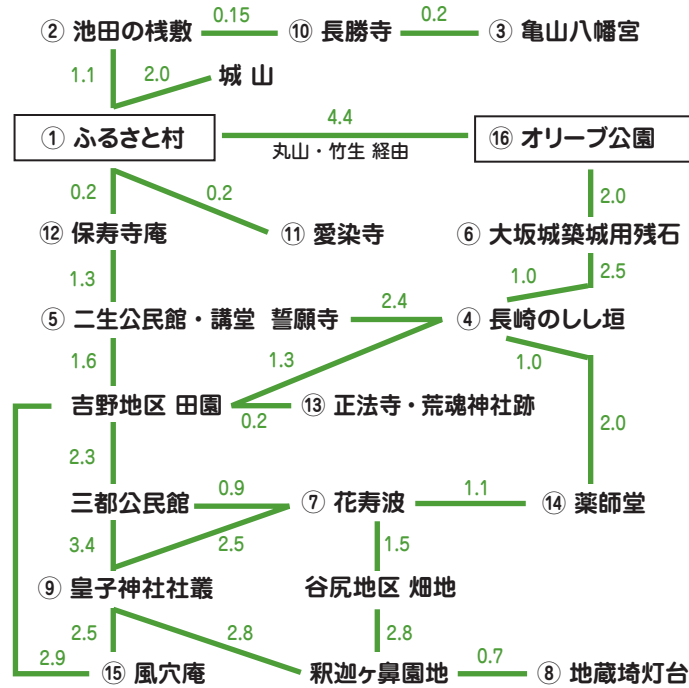 ② 池田の桟敷 0.15 ⑩ 長勝寺 0.2 ③ 亀山八幡宮
1.1 2.0 城 山
① ふるさと村 4.4 ⑯ オリーブ公園
丸山・竹生 経由
0.2 0.2 2.0
⑫ 保寿寺庵 ⑪ 愛染寺 ⑥ 大坂城築城用残石
1.3 1.0 2.5
⑤ 二生公民館・講堂 誓願寺 2.4 ④ 長崎のしし垣
1.6 1.3 1.0
吉野地区 田園 0.2 ⑬ 正法寺・荒魂神社跡 2.0
2.3
三都公民館 0.9 ⑦ 花寿波 1.1 ⑭ 薬師堂
3.4 2.5 1.5
⑨ 皇子神社社叢 谷尻地区 畑地
2.5 2.8 2.8
2.9 ⑮ 風穴庵 釈迦ヶ鼻園地 0.7 ⑧ 地蔵埼灯台